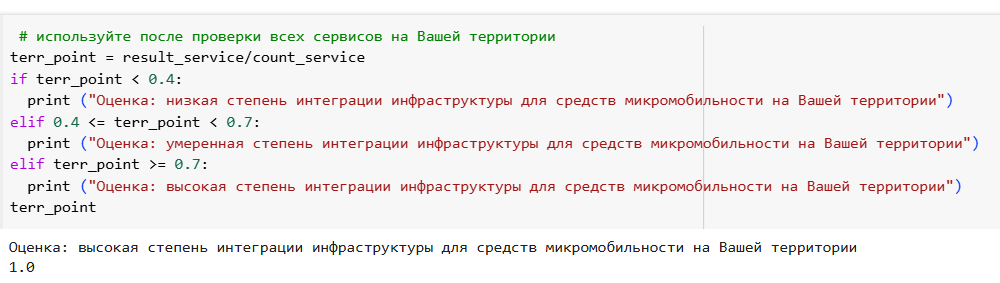 # используйте после проверки всех сервисов на Вашей территории
terr_point = result_service/count_service
if terr_point < 0.4:
  print ("Оценка: низкая степень интеграции инфраструктуры для средств микромобильности на Вашей территории")
elif 0.4 <= terr_point < 0.7:
  print ("Оценка: умеренная степень интеграции инфраструктуры для средств микромобильности на Вашей территории")
elif terr_point >= 0.7:
  print ("Оценка: высокая степень интеграции инфраструктуры для средств микромобильности на Вашей территории")
terr_point
Оценка: высокая степень интеграции инфраструктуры для средств микромобильности на Вашей территории
1.0